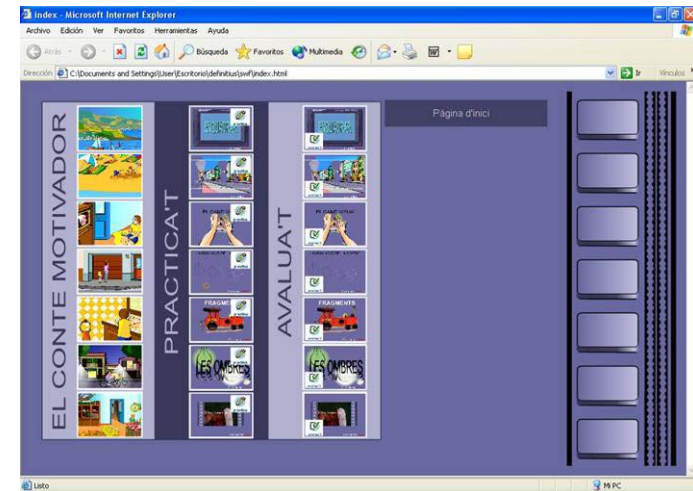 index - Microsoft Internet Explorer
Archivo Edición Ver Favoritos Herramientas Ayuda
Atrás Búsqueda Favoritos Multimedia
Dirección C:\Documents and Settings\User\Escritorio\definitius\swf\index.html Ir Vínculos
EL CONTE MOTIVADOR
PRACTICA'T
AVALUA'T
Pàgina d'inici
FRAGMENTS
FRAGMENTS
LES OMBRES
LES OMBRES
Listo
Mi PC